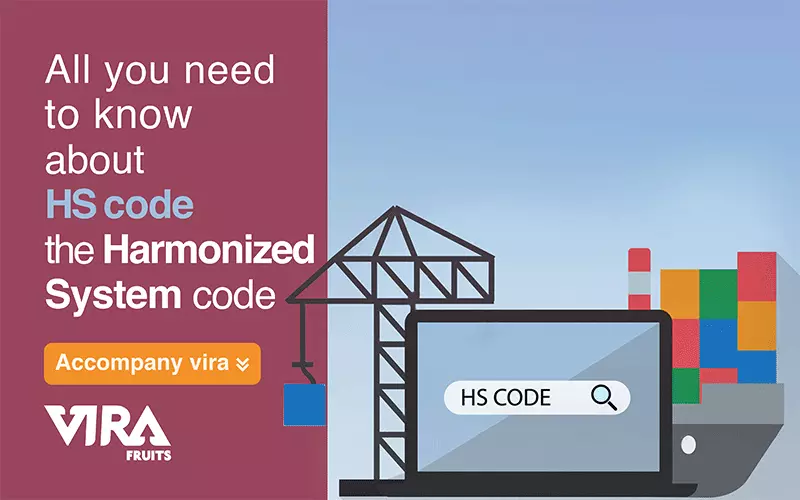 All you need
to know
about
HS code
the Harmonized
System code
Accompany vira
VIRA
FRUITS
HS CODE